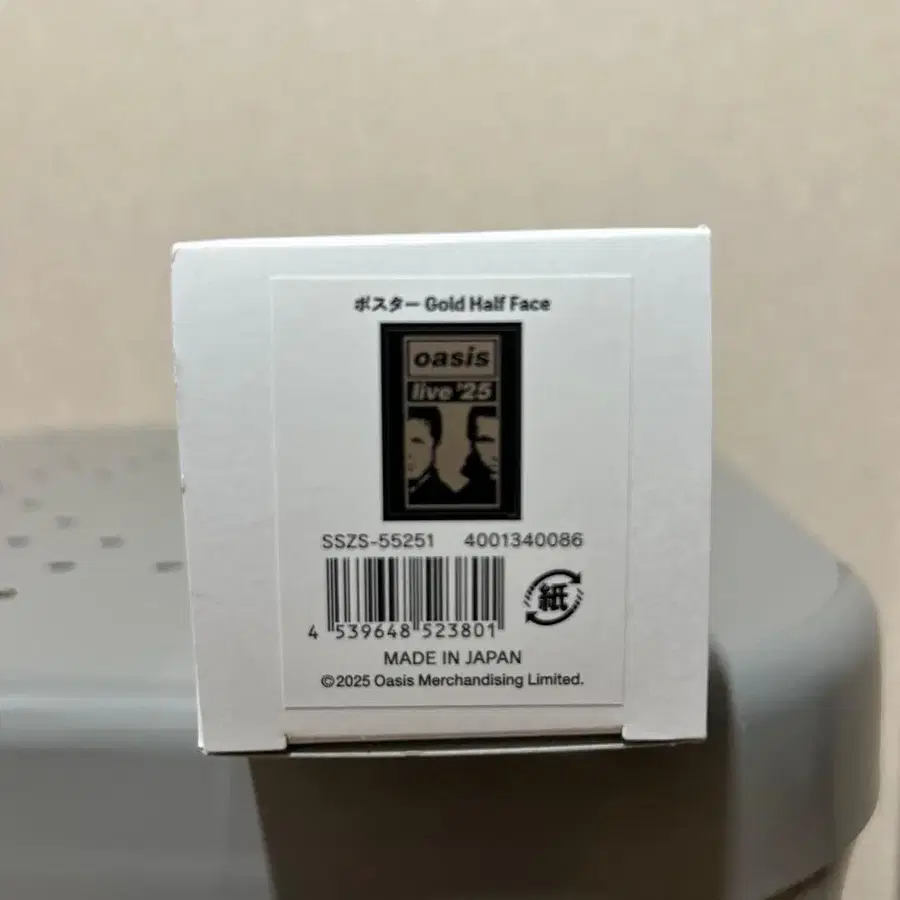 ポスター Gold Half Face
oasis
live '25
SSZS-55251 4001340086
4 539648 523801
紙
MADE IN JAPAN
©2025 Oasis Merchandising Limited.